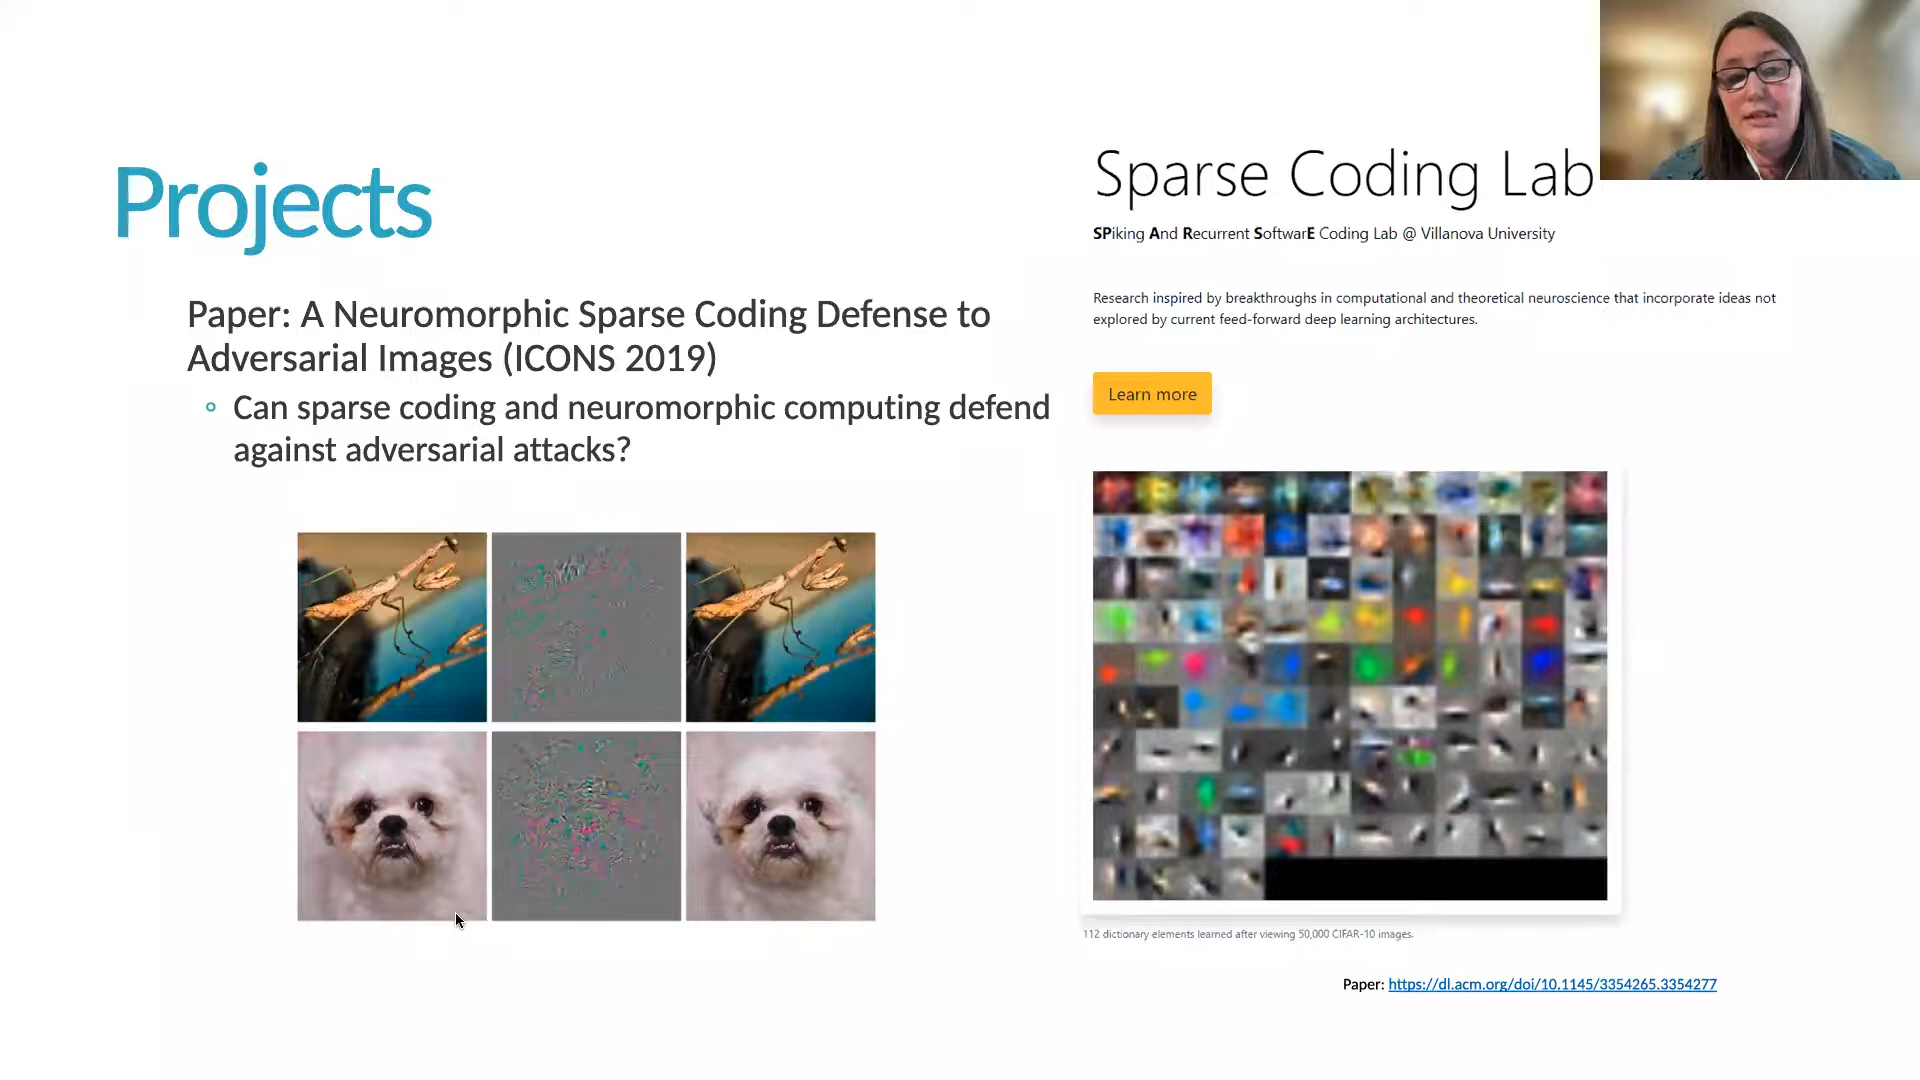 Projects
Paper: A Neuromorphic Sparse Coding Defense to
Adversarial Images (ICONS 2019)
Can sparse coding and neuromorphic computing defend
against adversarial attacks?
Sparse Coding Lab
SPiking And Recurrent SoftwarE Coding Lab @ Villanova University
Research inspired by breakthroughs in computational and theoretical neuroscience that incorporate ideas not
explored by current feed-forward deep learning architectures.
Learn more
112 dictionary elements learned after viewing 50,000 CIFAR-10 images.
Paper: https://dl.acm.org/doi/10.1145/3354265.3354277